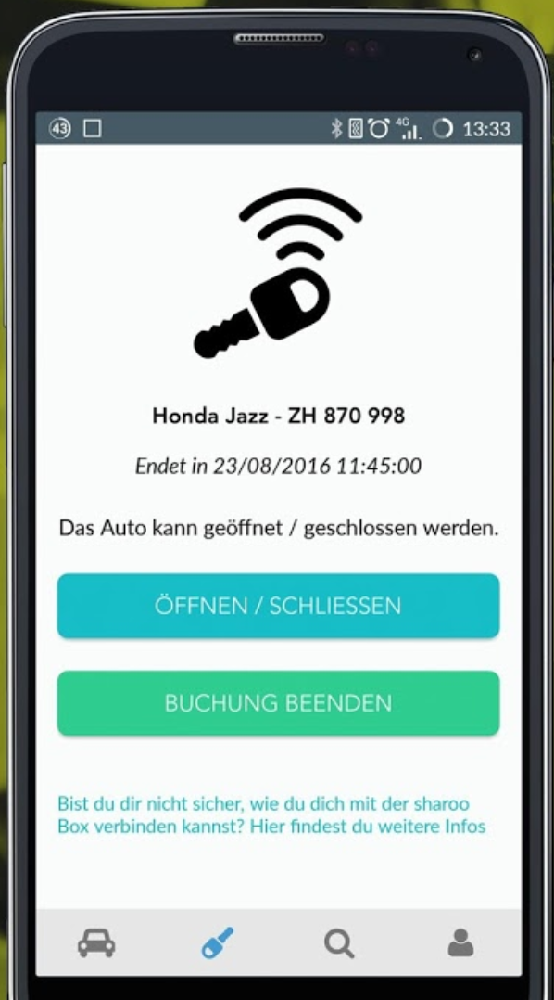 43
4G
13:33
Honda Jazz - ZH 870 998
Endet in 23/08/2016 11:45:00
Das Auto kann geöffnet / geschlossen werden.
ÖFFNEN / SCHLIESSEN
BUCHUNG BEENDEN
Bist du dir nicht sicher, wie du dich mit der sharoo
Box verbinden kannst? Hier findest du weitere Infos